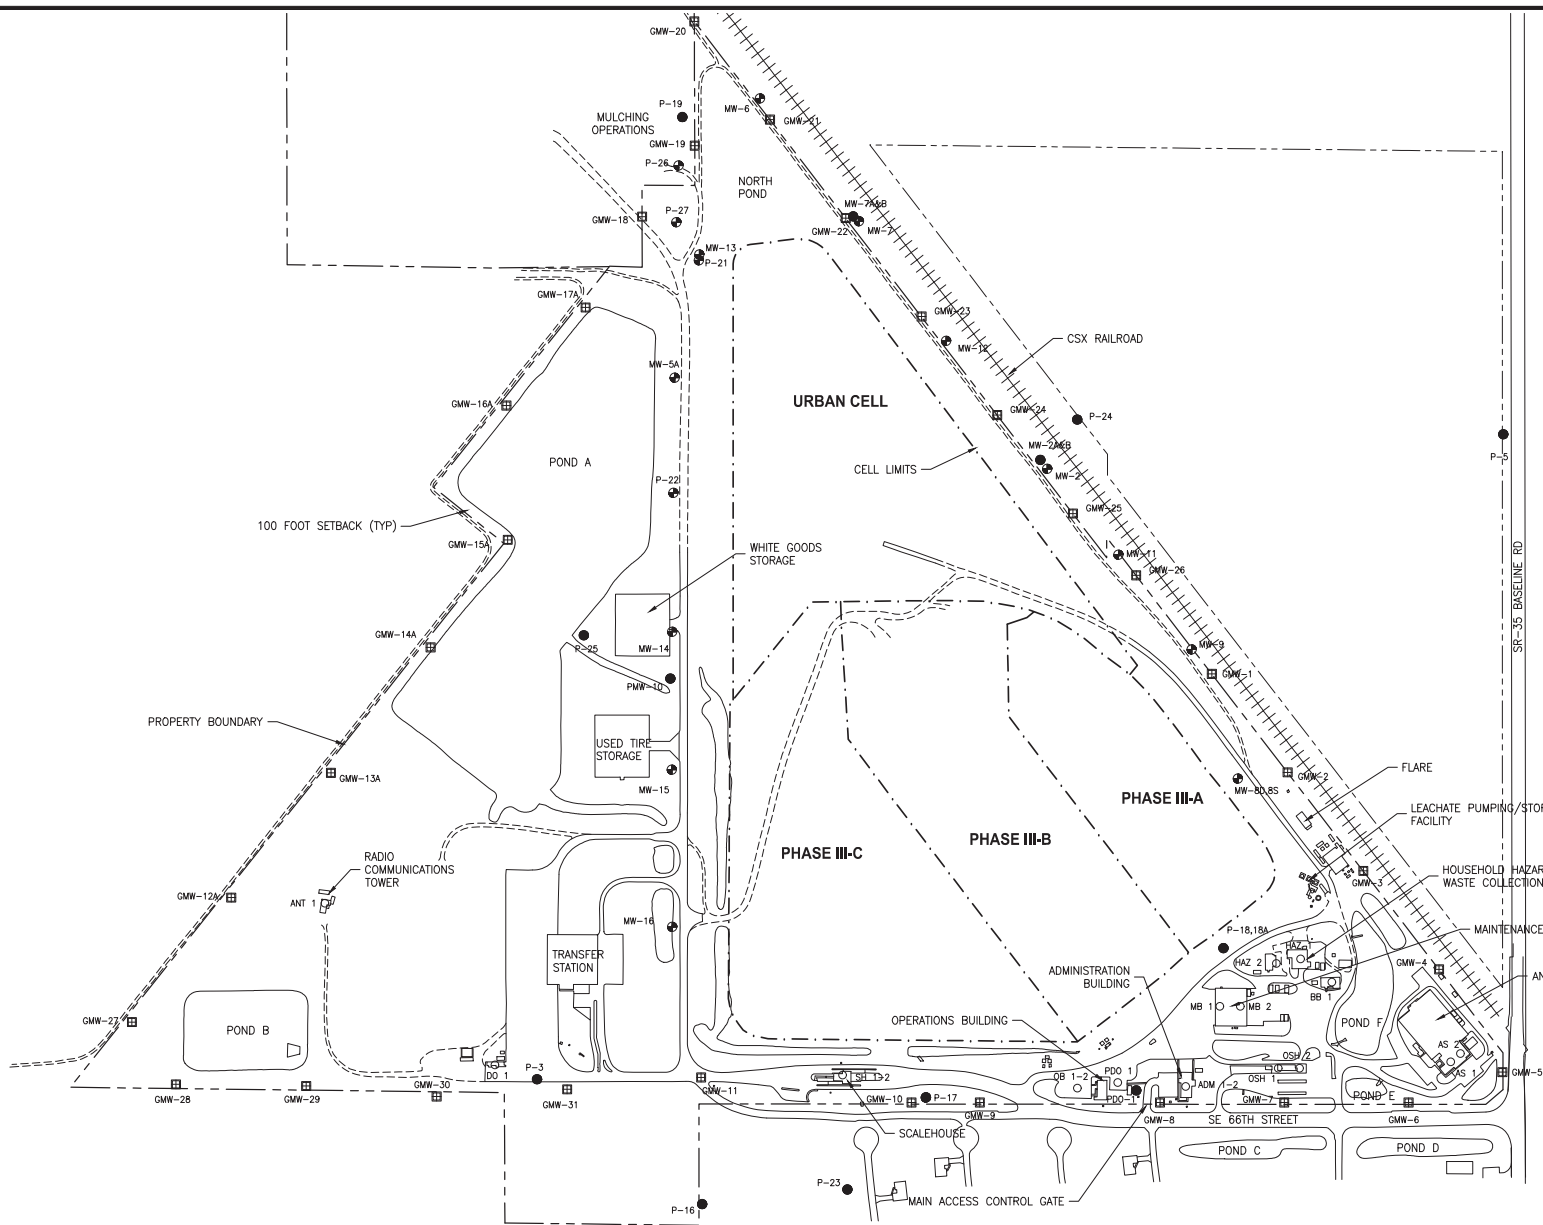 GMW-20
P-19
MW-6
GMW-21
MULCHING
OPERATIONS
GMW-19
P-26
NORTH
POND
P-27
GMW-18
MW-7A&B
GMW-22
MW-7
MW-13
P-21
GMW-17A
GMW-23
CSX RAILROAD
MW-12
MW-5A
GMW-16A
URBAN CELL
GMW-24
P-24
MW-2A&B
P-5
POND A
CELL LIMITS
MW-2
P-22
GMW-25
100 FOOT SETBACK (TYP)
GMW-15A
WHITE GOODS
STORAGE
MW-11
GMW-26
SR-35 BASELINE RD
GMW-14A
P-25
MW-14
MW-9
GMW-1
PMW-10
PROPERTY BOUNDARY
USED TIRE
STORAGE
GMW-13A
MW-15
GMW-2
FLARE
MW-8D,8S
PHASE III-A
LEACHATE PUMPING/STOR
FACILITY
PHASE III-B
PHASE III-C
RADIO
COMMUNICATIONS
TOWER
GMW-3
HOUSEHOLD HAZAR
WASTE COLLECTION
GMW-12A
ANT 1
MW-16
P-18,18A
MAINTENANCE
HAZ 1
TRANSFER
STATION
HAZ 2
GMW-4
ADMINISTRATION
BUILDING
AN
BB 1
MB 1
MB 2
GMW-27
POND B
OPERATIONS BUILDING
POND F
AS 2
OSH 2
DO 1
P-3
SH 1-2
PDO 1
OB 1-2
OSH 1
AS 1
GMW-5
GMW-28
GMW-29
GMW-30
GMW-31
GMW-11
ADM 1-2
GMW-10
P-17
GMW-9
PDO-1
GMW-7
POND E
GMW-8
SE 66TH STREET
GMW-6
SCALEHOUSE
POND C
POND D
P-23
MAIN ACCESS CONTROL GATE
P-16